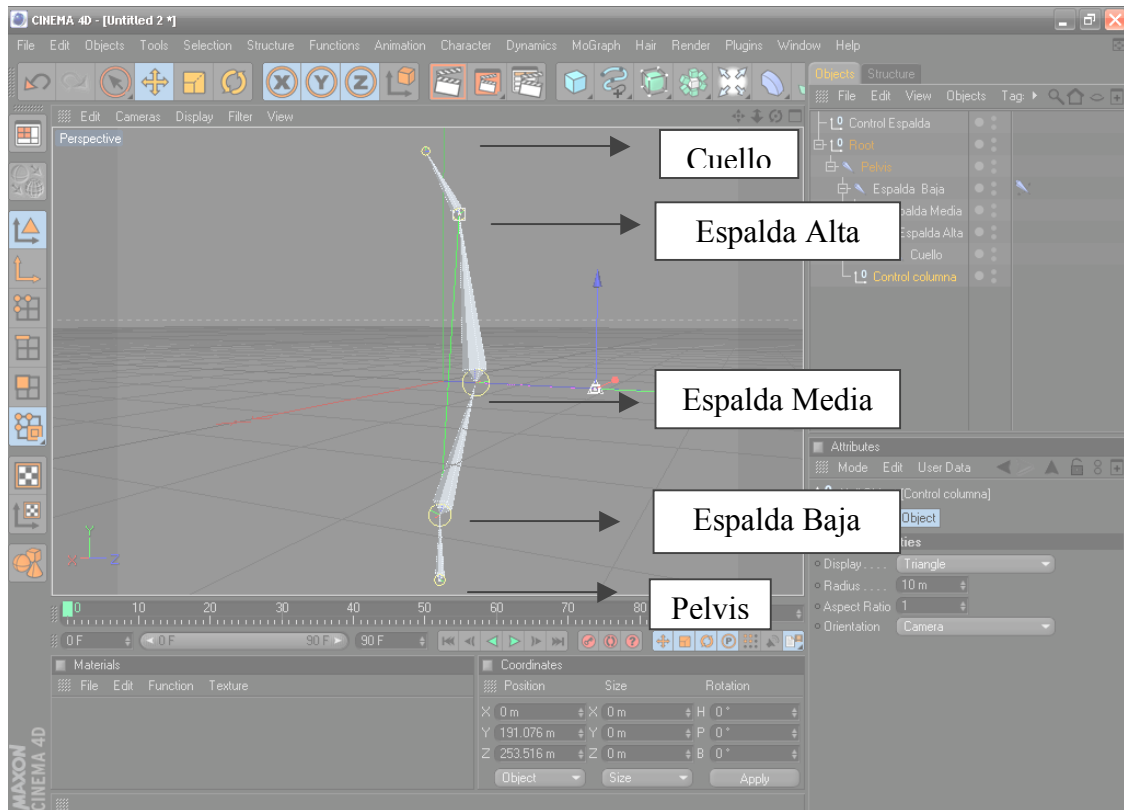 CINEMA 4D - [Untitled 2 *]
File Edit Objects Tools Selection Structure Functions Animation Character Dynamics MoGraph Hair Render Plugins Window Help
X Y Z
Objects Structure
File Edit View Objects Tags
Edit Cameras Display Filter View
Perspective
Control Espalda
Root
Pelvis
Espalda Baja
palda Media
Espalda Alta
Cuello
Control columna
Cuello
Espalda Alta
Espalda Media
Espalda Baja
Pelvis
Y
X Z
Attributes
Mode Edit User Data
[Control columna]
Object
ties
Display . . . . Triangle
Radius . . . . 10 m
Aspect Ratio 1
Orientation Camera
0 10 20 30 40 50 60 70 80
0 F 0 F 90 F 90 F
Materials
File Edit Function Texture
Coordinates
Position Size Rotation
X 0 m X 0 m H 0 °
Y 191.076 m Y 0 m P 0 °
Z 253.516 m Z 0 m B 0 °
Object Size Apply
MAXON
CINEMA 4D